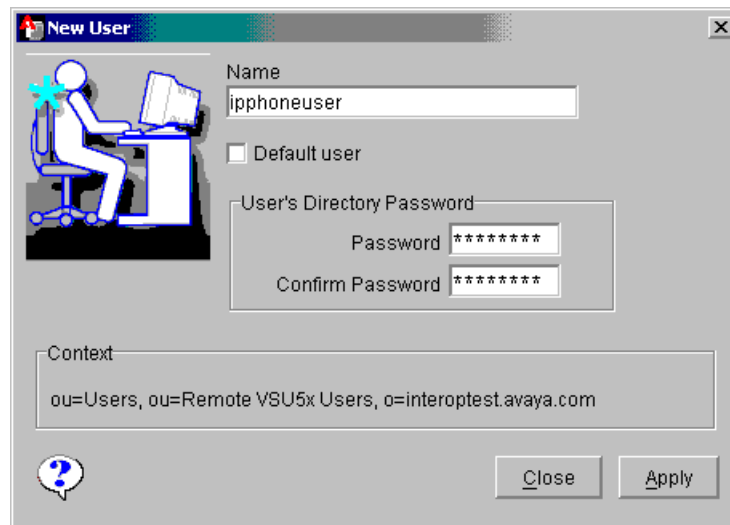 New User
Name
ipphoneuser
Default user
User's Directory Password
Password ********
Confirm Password ********
Context
ou=Users, ou=Remote VSU5x Users, o=interoptest.avaya.com
?
Close Apply